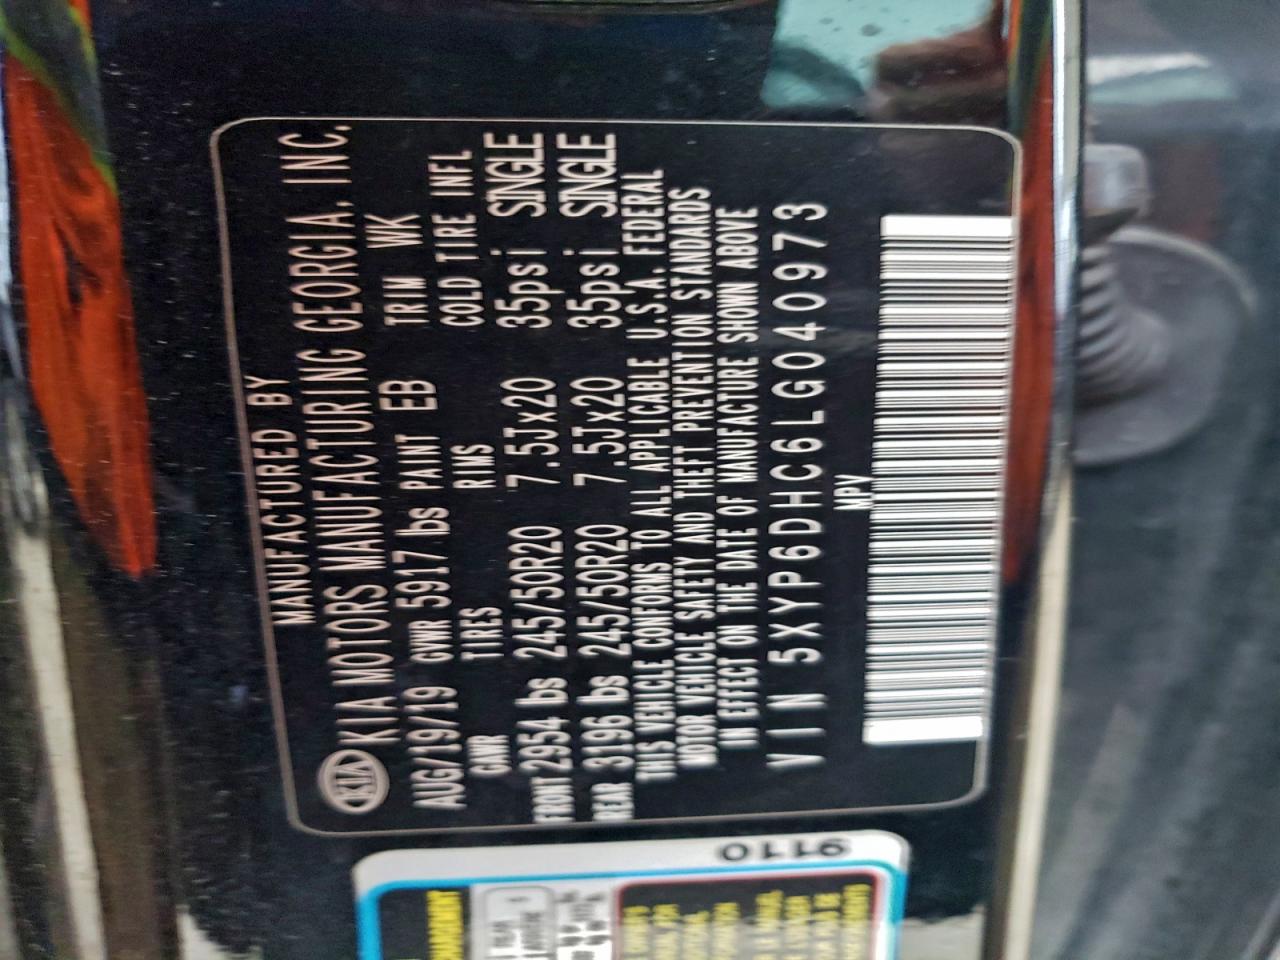 MANUFACTURED BY
KIA KIA MOTORS MANUFACTURING GEORGIA, INC.
AUG/19/19 GVWR 5917 lbs PAINT EB TRIM WK
GAWR TIRES RIMS COLD TIRE INFL
FRONT 2954 lbs 245/50R20 7.5Jx20 35psi SINGLE
REAR 3196 lbs 245/50R20 7.5Jx20 35psi SINGLE
THIS VEHICLE CONFORMS TO ALL APPLICABLE U.S.A. FEDERAL
MOTOR VEHICLE SAFETY AND THEFT PREVENTION STANDARDS
IN EFFECT ON THE DATE OF MANUFACTURE SHOWN ABOVE
VIN 5XYP6DHC6LG040973
MPV
9110